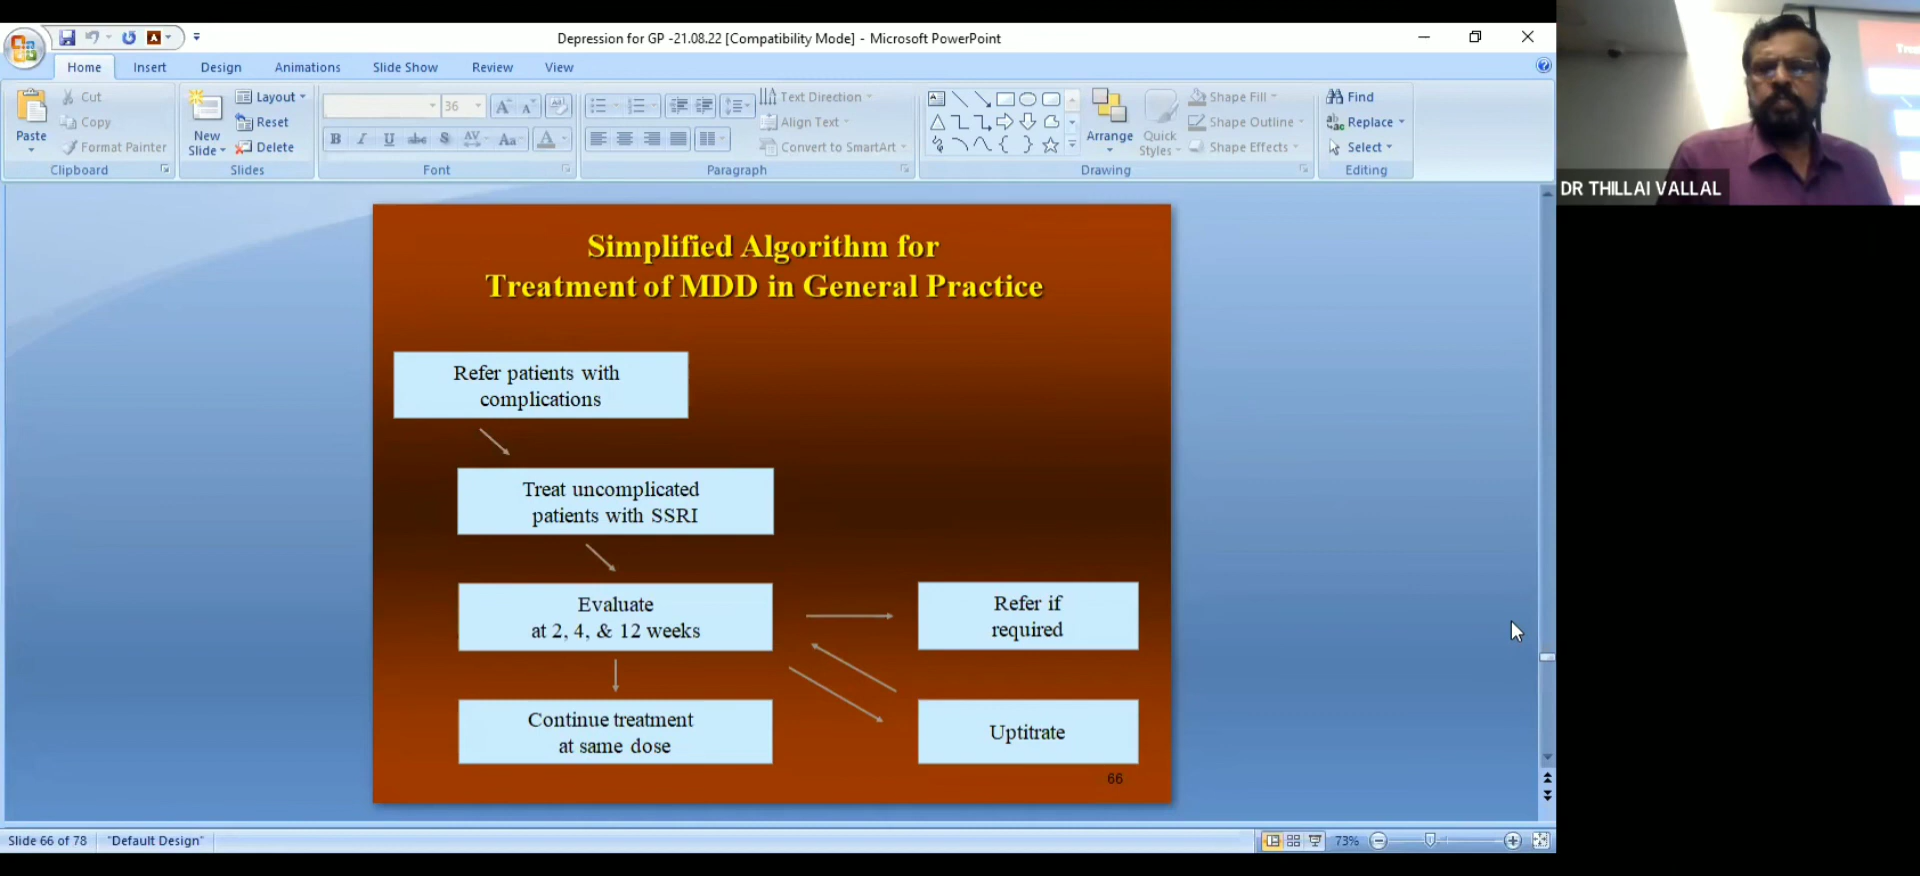 Depression for GP -21.08.22 [Compatibility Mode] - Microsoft PowerPoint
Home Insert Design Animations Slide Show Review View
Paste
Cut
Copy
Format Painter
Clipboard
New
Slide
Layout
Reset
Delete
Slides
36
Font
Paragraph
Text Direction
Align Text
Convert to SmartArt
Arrange
Quick
Styles
Shape Fill
Shape Outline
Shape Effects
Drawing
Find
Replace
Select
Editing
DR THILLAI VALLAL
Simplified Algorithm for
Treatment of MDD in General Practice
Refer patients with
complications
Treat uncomplicated
patients with SSRI
Evaluate
at 2, 4, & 12 weeks
Refer if
required
Continue treatment
at same dose
Uptitrate
66
Slide 66 of 78 "Default Design" 73%